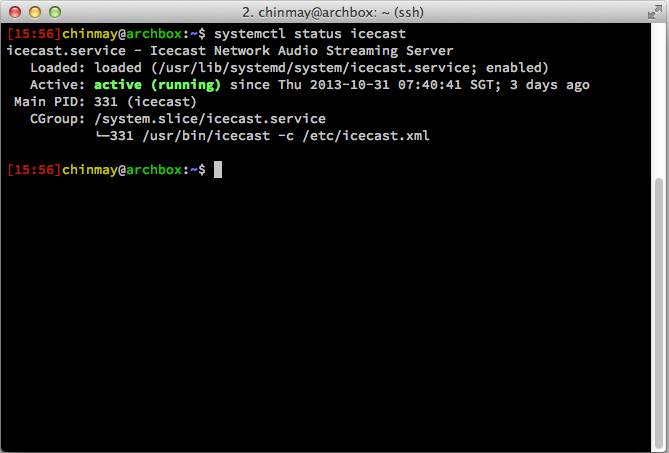 2. chinmay@archbox: ~ (ssh)
[15:56]chinmay@archbox:~$ systemctl status icecast
icecast.service - Icecast Network Audio Streaming Server
   Loaded: loaded (/usr/lib/systemd/system/icecast.service; enabled)
   Active: active (running) since Thu 2013-10-31 07:40:41 SGT; 3 days ago
 Main PID: 331 (icecast)
   CGroup: /system.slice/icecast.service
           └─331 /usr/bin/icecast -c /etc/icecast.xml
[15:56]chinmay@archbox:~$